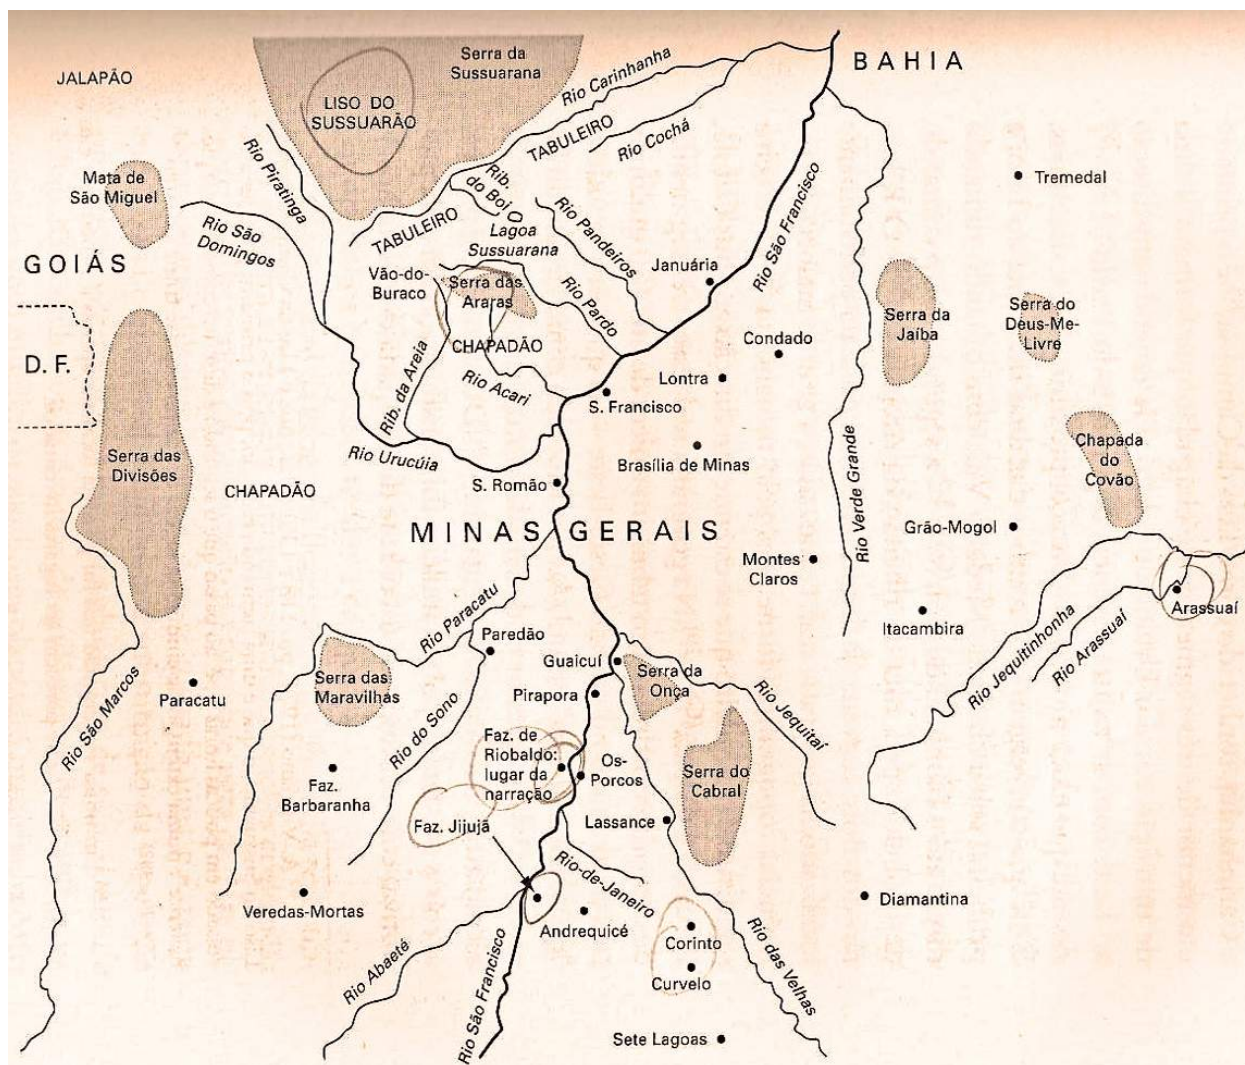 JALAPÃO
Serra da
Sussuarana
LISO DO
SUSSUARÃO
BAHIA
Rio Carinhanha
TABULEIRO
Rio Cochá
Rio Piratinga
Mata de
São Miguel
Rio São
Domingos
Rib.
do Boi
TABULEIRO
Lagoa
Sussuarana
Rio Pandeiros
Rio São Francisco
Tremedal
GOIÁS
Vão-do-
Buraco
Serra das
Araras
Rio Pardo
Januária
Serra da
Jaíba
Serra do
Deus-Me-
Livre
D. F.
CHAPADÃO
Condado
Rib. da Areia
Rio Acari
Lontra
S. Francisco
Serra das
Divisões
Rio Urucúia
Brasília de Minas
Rio Verde Grande
Chapada
do
Covão
CHAPADÃO
S. Romão
MINAS GERAIS
Grão-Mogol
Montes
Claros
Arassuaí
Itacambira
Rio Jequitinhonha
Rio Arassuaí
Rio Paracatu
Paredão
Guaicuí
Serra da
Onça
Serra das
Maravilhas
Paracatu
Rio São Marcos
Pirapora
Rio Jequitaí
Rio do Sono
Faz. de
Riobaldo:
lugar da
narração
Os-
Porcos
Serra do
Cabral
Faz.
Barbaranha
Faz. Jijujã
Lassance
Rio-de-Janeiro
Veredas-Mortas
Andrequicé
Diamantina
Corinto
Curvelo
Rio das Velhas
Rio Abaeté
Rio São Francisco
Sete Lagoas